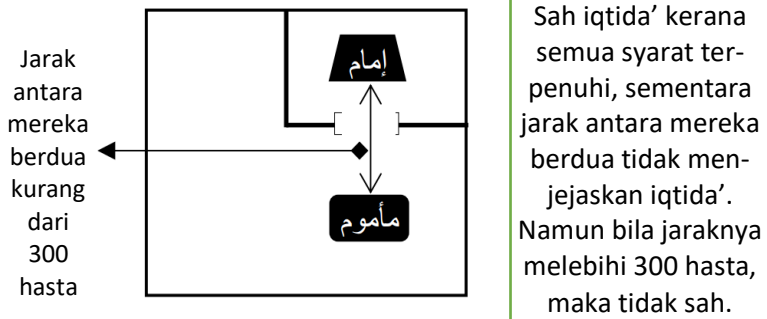 Jarak
antara
mereka
berdua
kurang
dari
300
hasta
إمام
مأموم
Sah iqtida’ kerana
semua syarat ter-
penuhi, sementara
jarak antara mereka
berdua tidak men-
jejaskan iqtida’.
Namun bila jaraknya
melebihi 300 hasta,
maka tidak sah.